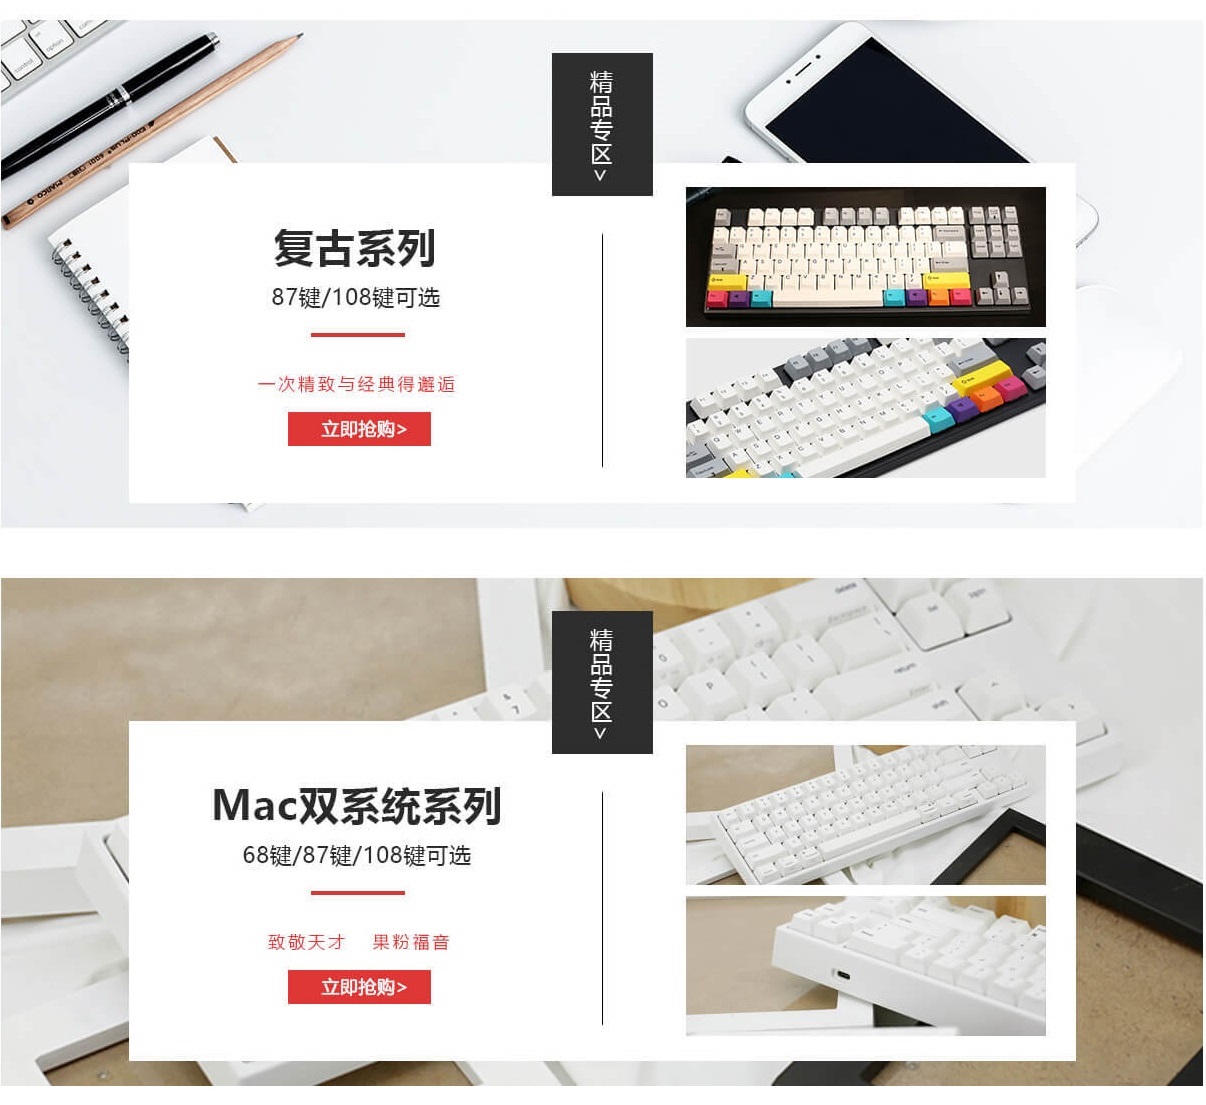 精品专区
复古系列
87键/108键可选
一次精致与经典得邂逅
立即抢购>
精品专区
Mac双系统系列
68键/87键/108键可选
致敬天才 果粉福音
立即抢购>